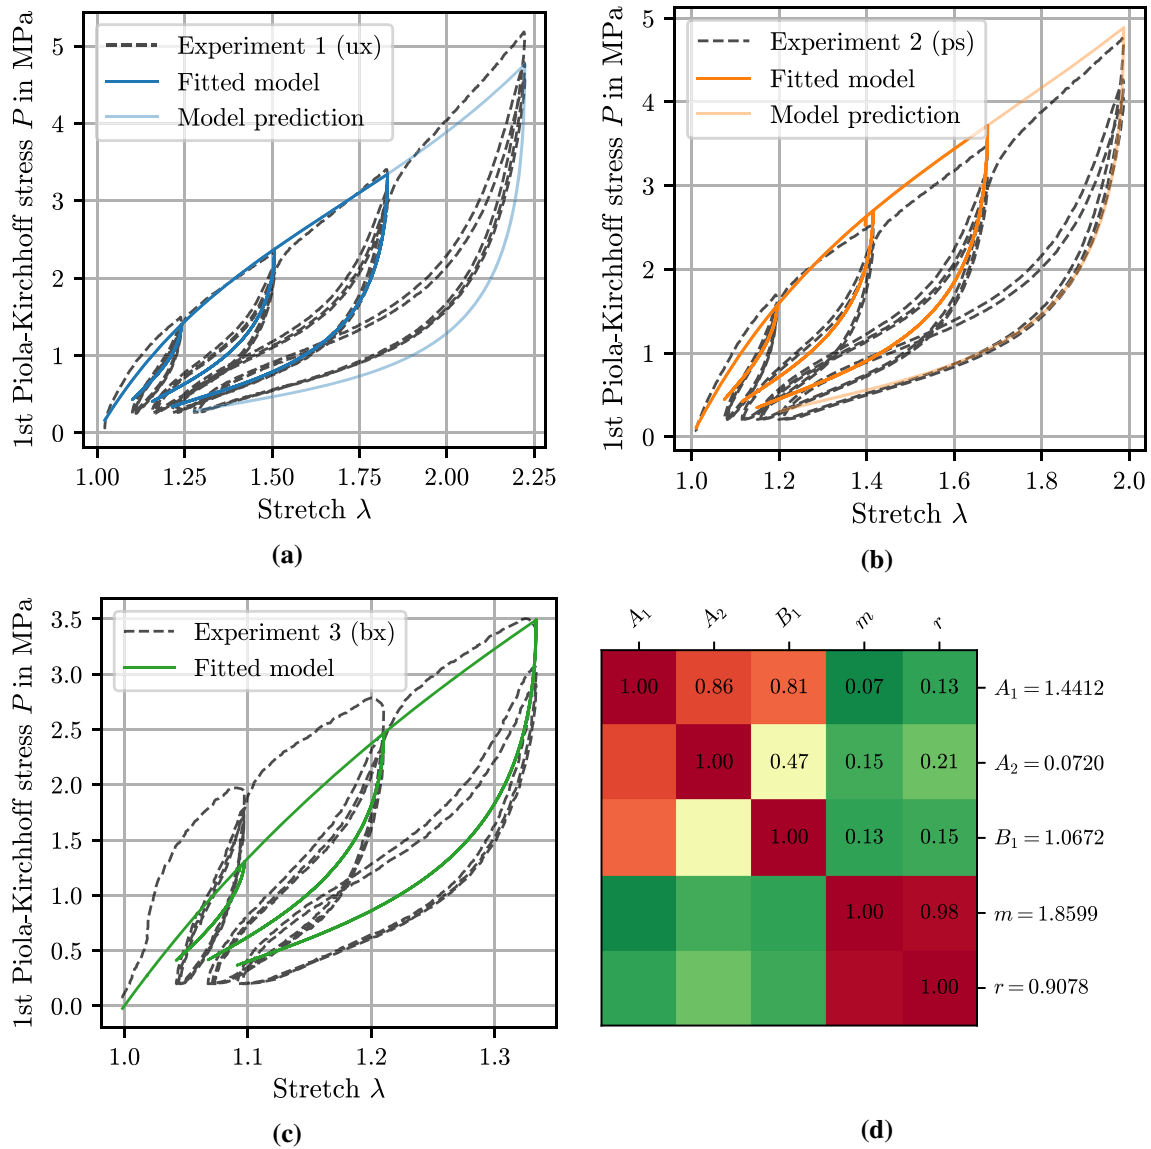 1st Piola-Kirchhoff stress P in MPa
5
4
3
2
1
0
Experiment 1 (ux)
Fitted model
Model prediction
1.00 1.25 1.50 1.75 2.00 2.25
Stretch λ
(a)
1st Piola-Kirchhoff stress P in MPa
5
4
3
2
1
0
Experiment 2 (ps)
Fitted model
Model prediction
1.0 1.2 1.4 1.6 1.8 2.0
Stretch λ
(b)
1st Piola-Kirchhoff stress P in MPa
3.5
3.0
2.5
2.0
1.5
1.0
0.5
0.0
Experiment 3 (bx)
Fitted model
1.0 1.1 1.2 1.3
Stretch λ
(c)
A₁ A₂ B₁ m r
1.00 0.86 0.81 0.07 0.13 A₁ = 1.4412
1.00 0.47 0.15 0.21 A₂ = 0.0720
1.00 0.13 0.15 B₁ = 1.0672
1.00 0.98 m = 1.8599
1.00 r = 0.9078
(d)